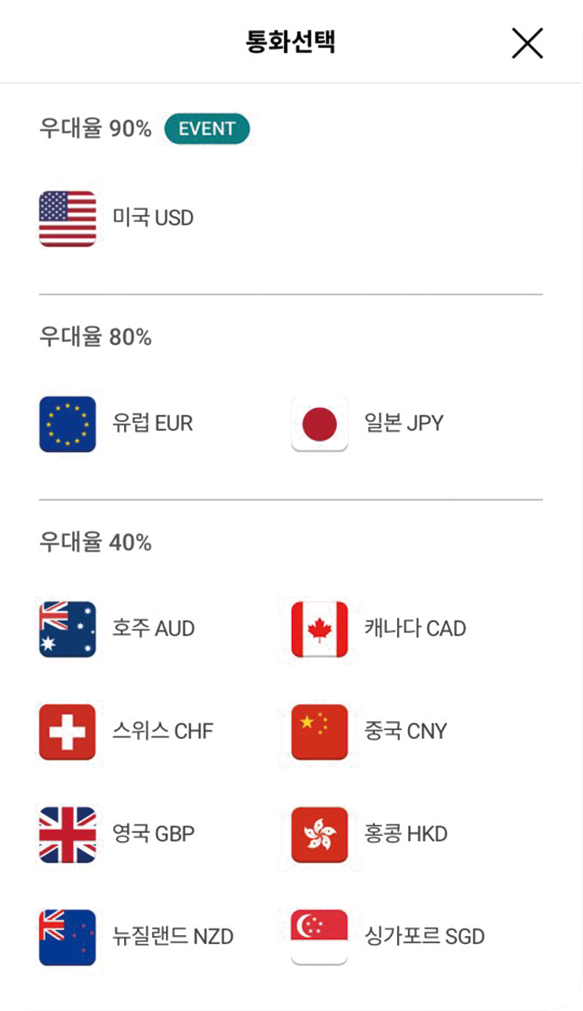 통화선택
우대율 90% EVENT
미국 USD
우대율 80%
유럽 EUR 일본 JPY
우대율 40%
호주 AUD 캐나다 CAD
스위스 CHF 중국 CNY
영국 GBP 홍콩 HKD
뉴질랜드 NZD 싱가포르 SGD